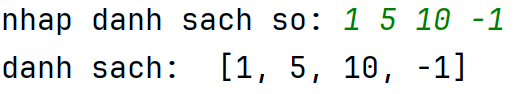 nhap danh sach so: 1 5 10 -1
danh sach:  [1, 5, 10, -1]